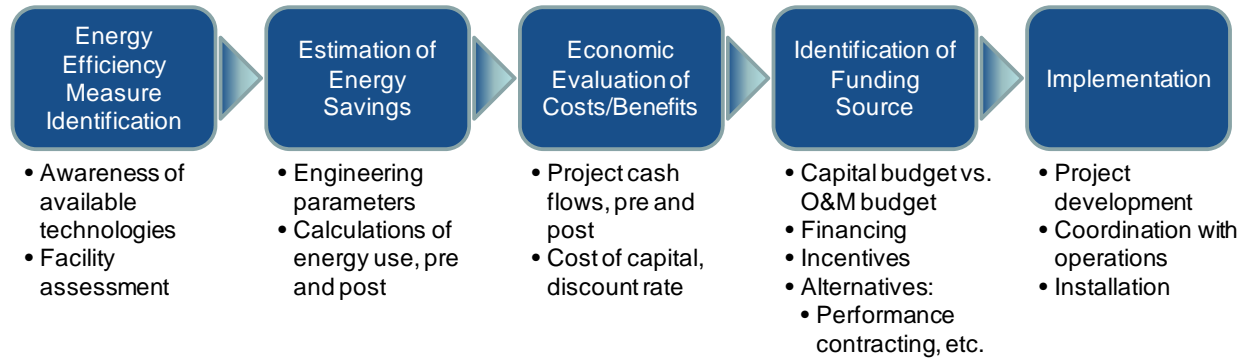 Energy
Efficiency
Measure
Identification
• Awareness of
available
technologies
• Facility
assessment
Estimation of
Energy
Savings
• Engineering
parameters
• Calculations of
energy use, pre
and post
Economic
Evaluation of
Costs/Benefits
• Project cash
flows, pre and
post
• Cost of capital,
discount rate
Identification of
Funding
Source
• Capital budget vs.
O&M budget
• Financing
• Incentives
• Alternatives:
• Performance
contracting, etc.
Implementation
• Project
development
• Coordination with
operations
• Installation